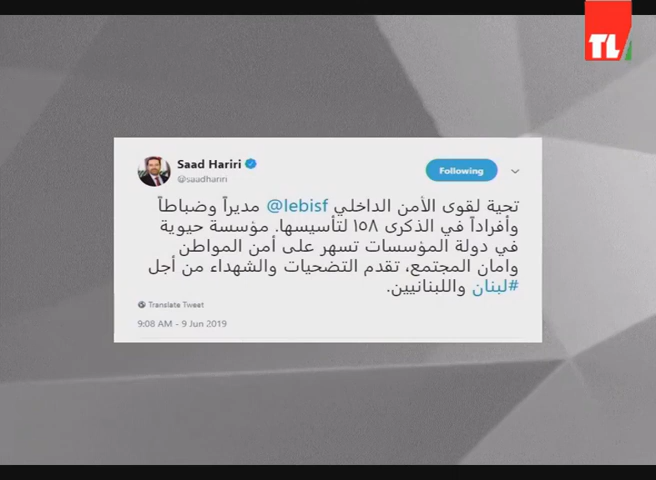 TL
Saad Hariri
@saadhariri
Following
تحية لقوى الأمن الداخلي @lebisf مديراً وضباطاً
وأفراداً في الذكرى ١٥٨ لتأسيسها. مؤسسة حيوية
في دولة المؤسسات تسهر على أمن المواطن
وامان المجتمع، تقدم التضحيات والشهداء من أجل
#لبنان واللبنانيين.
Translate Tweet
9:08 AM - 9 Jun 2019